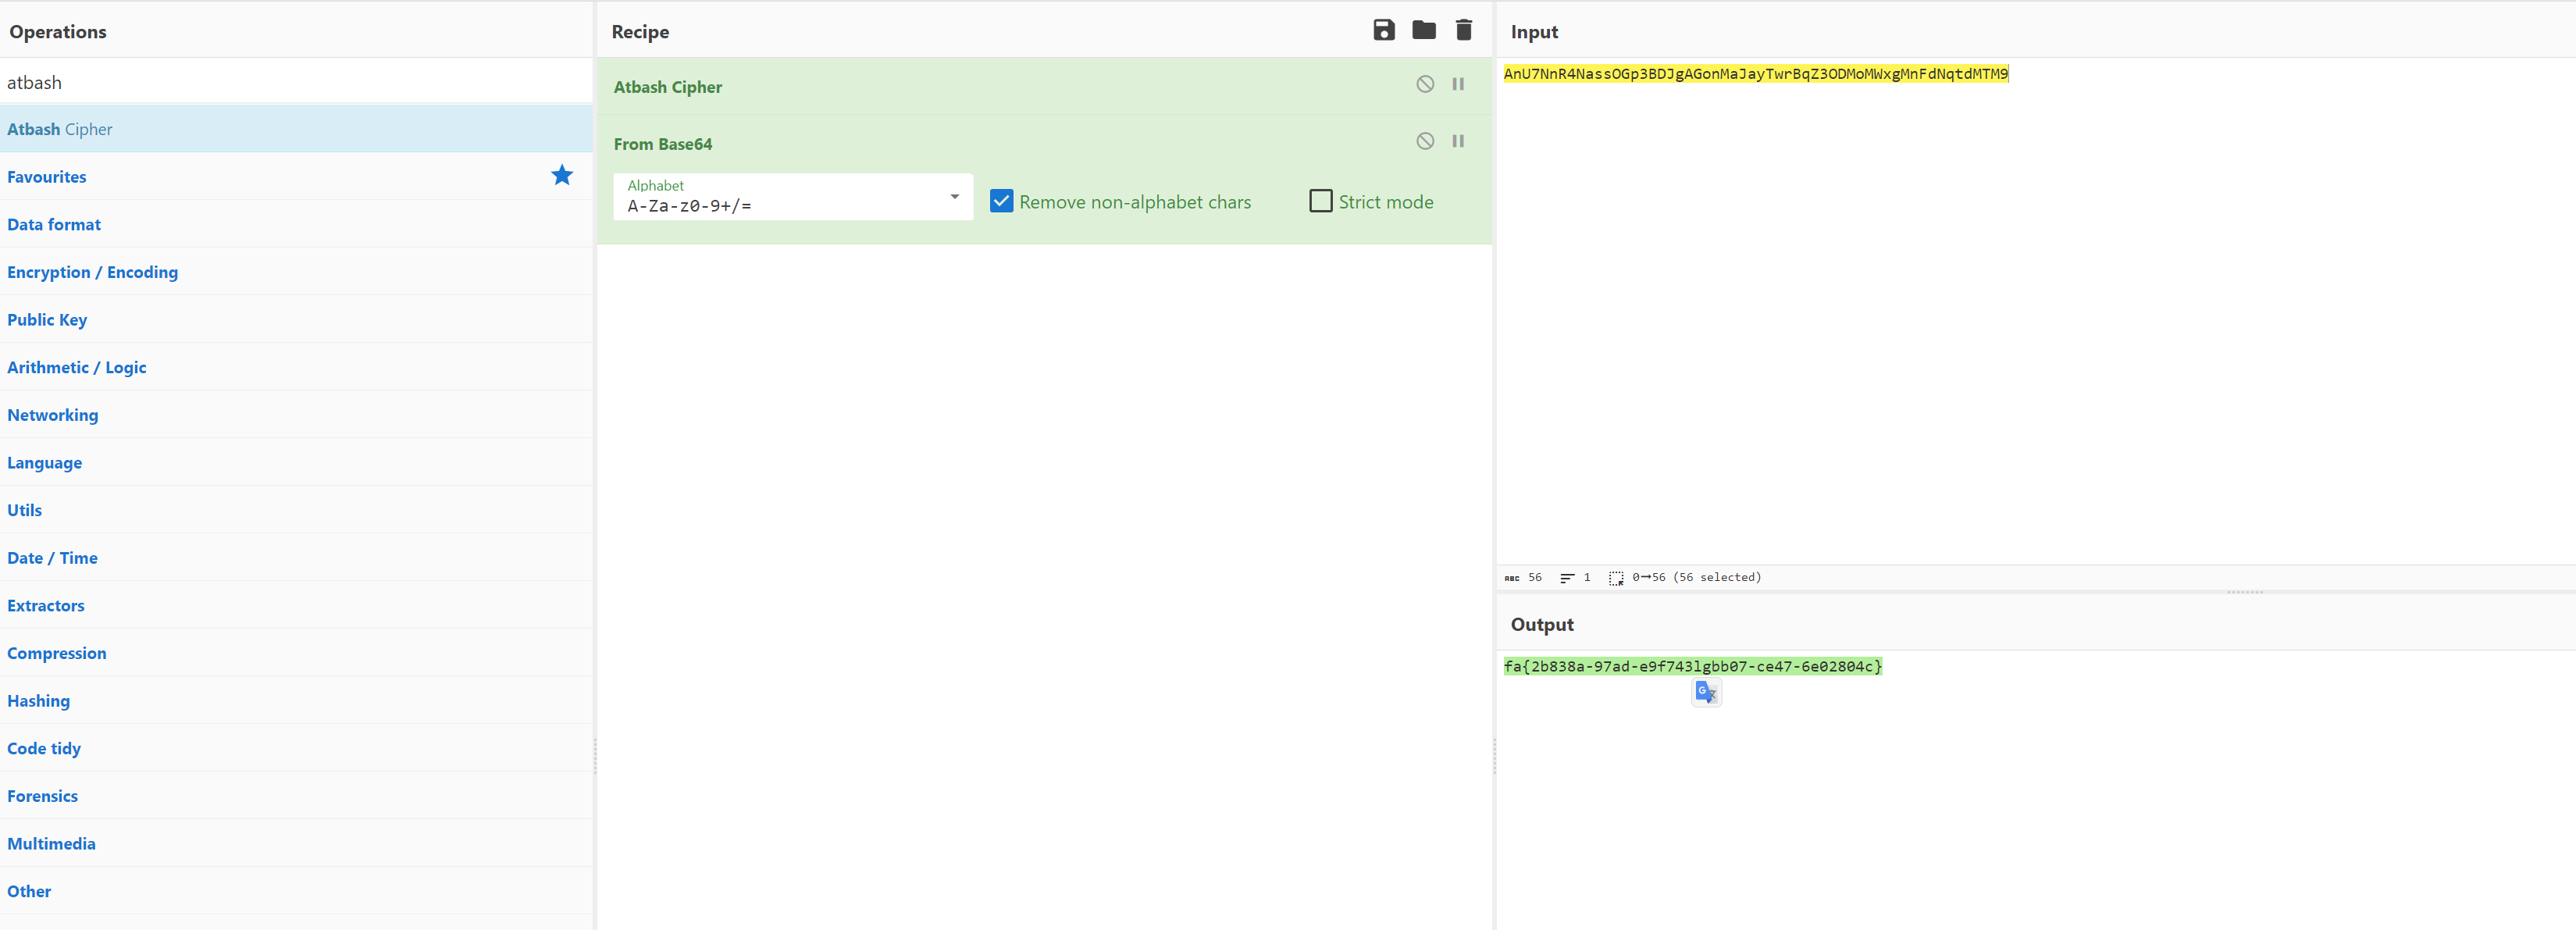 Operations
atbash
Atbash Cipher
Favourites
Data format
Encryption / Encoding
Public Key
Arithmetic / Logic
Networking
Language
Utils
Date / Time
Extractors
Compression
Hashing
Code tidy
Forensics
Multimedia
Other
Recipe
Atbash Cipher
From Base64
Alphabet
A-Za-z0-9+/=
Remove non-alphabet chars
Strict mode
Input
AnU7NnR4NassOGp3BDJgAGonMaJayTwrBqZ3ODMoMWxgMnFdNqtdMTM9
ABC 56 1 0→56 (56 selected)
Output
fa{2b838a-97ad-e9f743lgbb07-ce47-6e02804c}